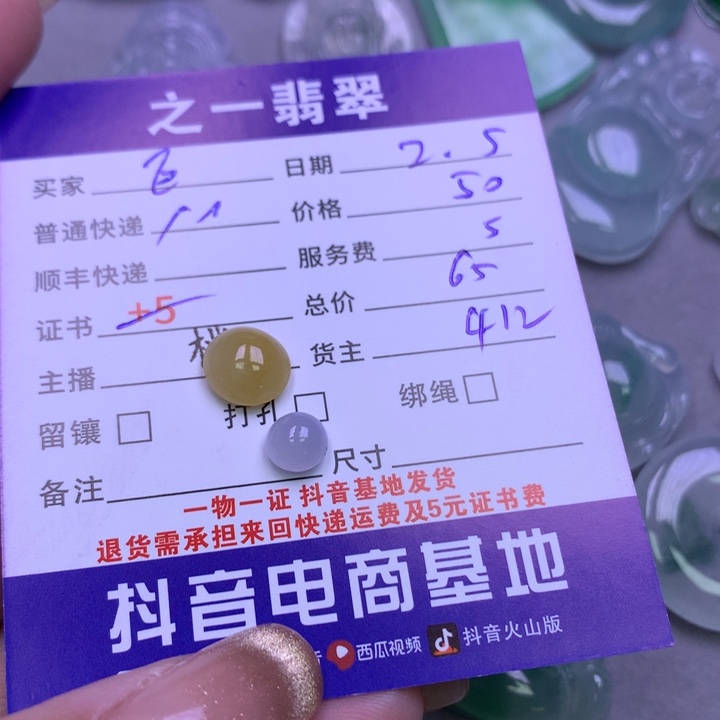 之一翡翠
买家 飞 日期 2.5
普通快递 价格 50
顺丰快递 服务费 5
证书 +5 总价 65
主播 货主 412
留镶 打孔 绑绳
备注 尺寸
一物一证 抖音基地发货
退货需承担来回快递运费及5元证书费
抖音电商基地
西瓜视频 抖音火山版